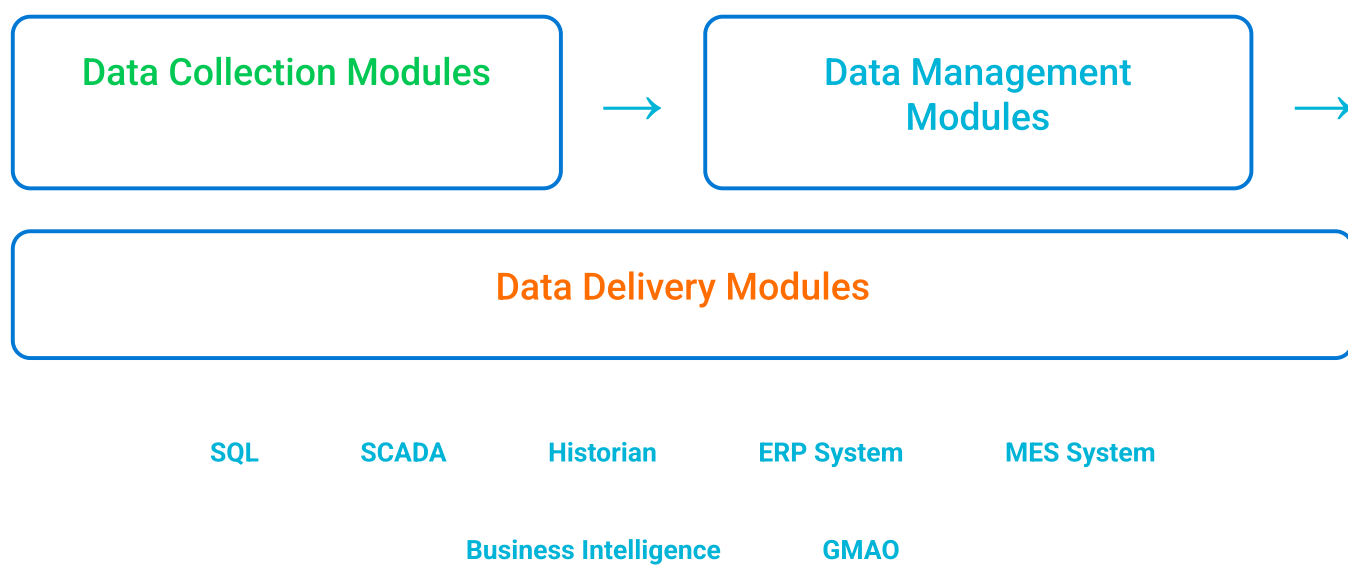 Data Collection Modules
→
Data Management
Modules
→
Data Delivery Modules
SQL
SCADA
Historian
ERP System
MES System
Business Intelligence
GMAO